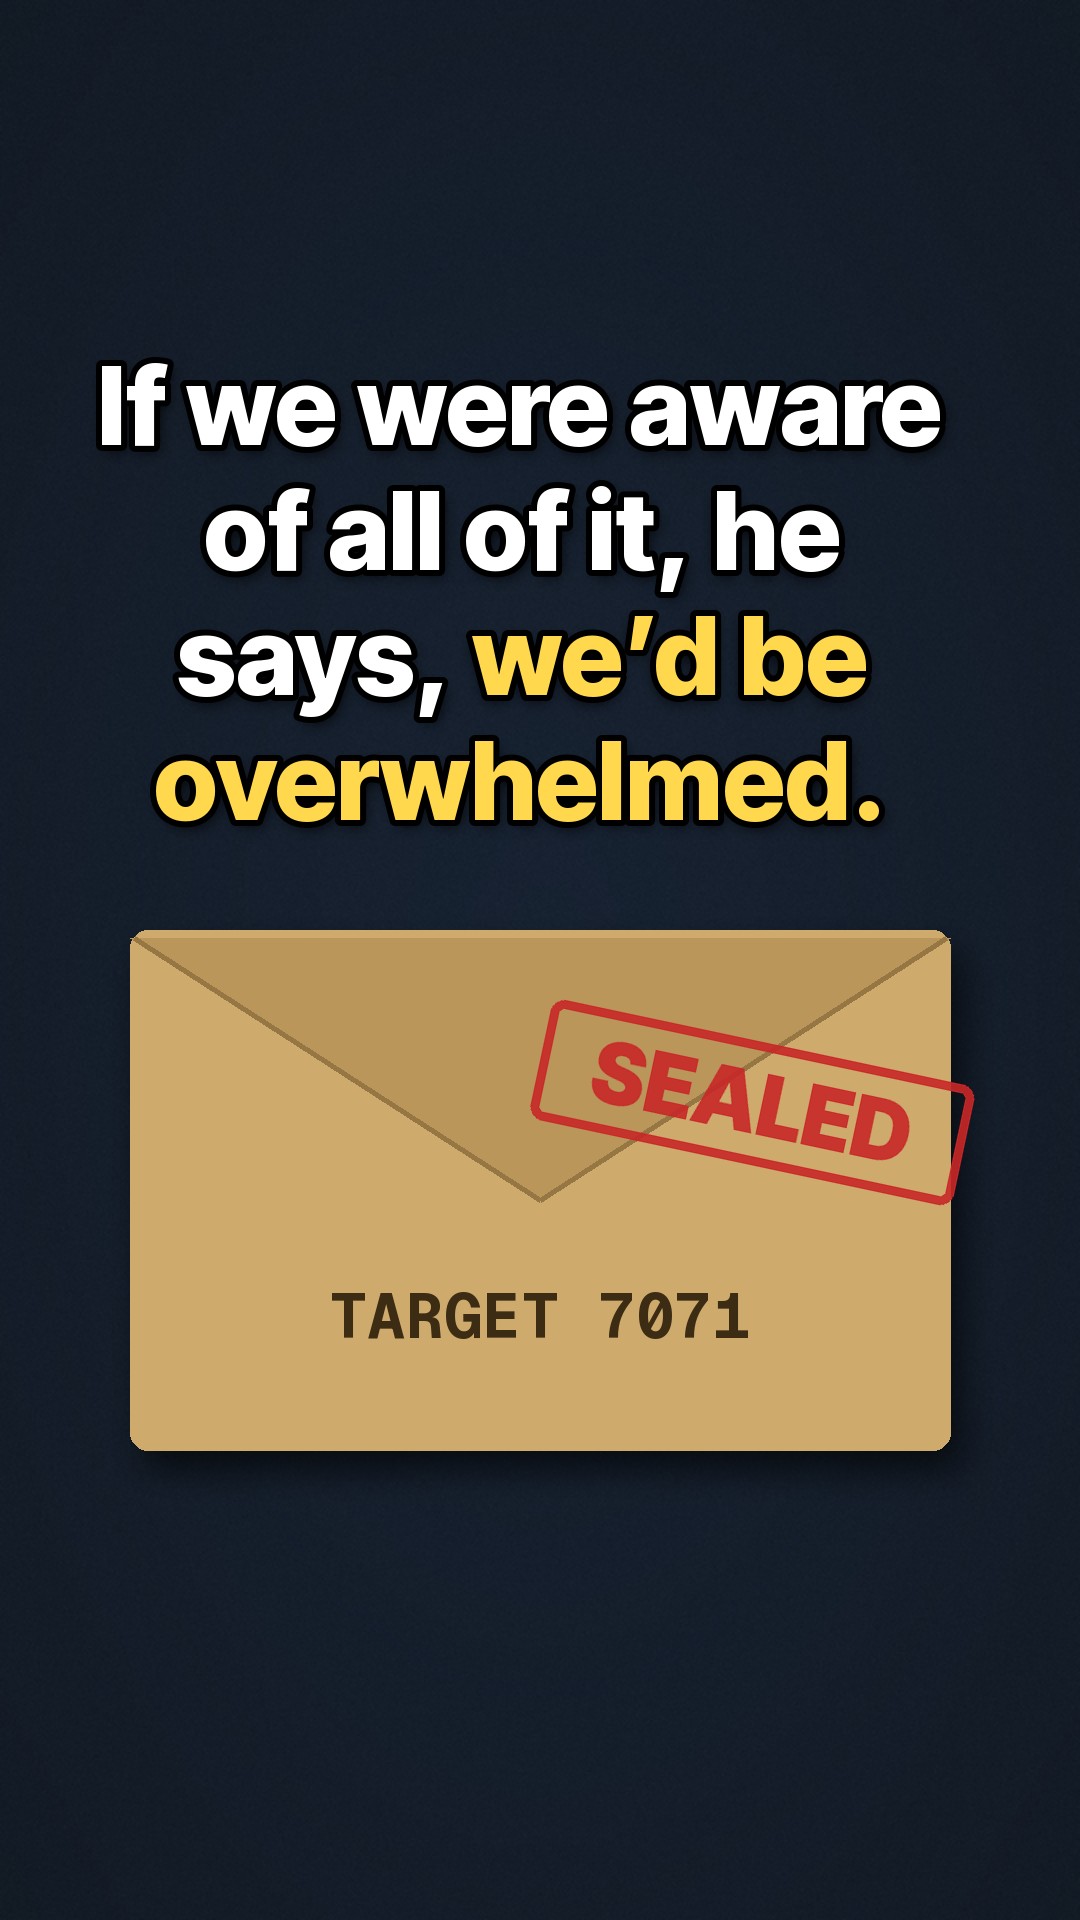 If we were aware
of all of it, he
says, we’d be
overwhelmed.
SEALED
TARGET 7071